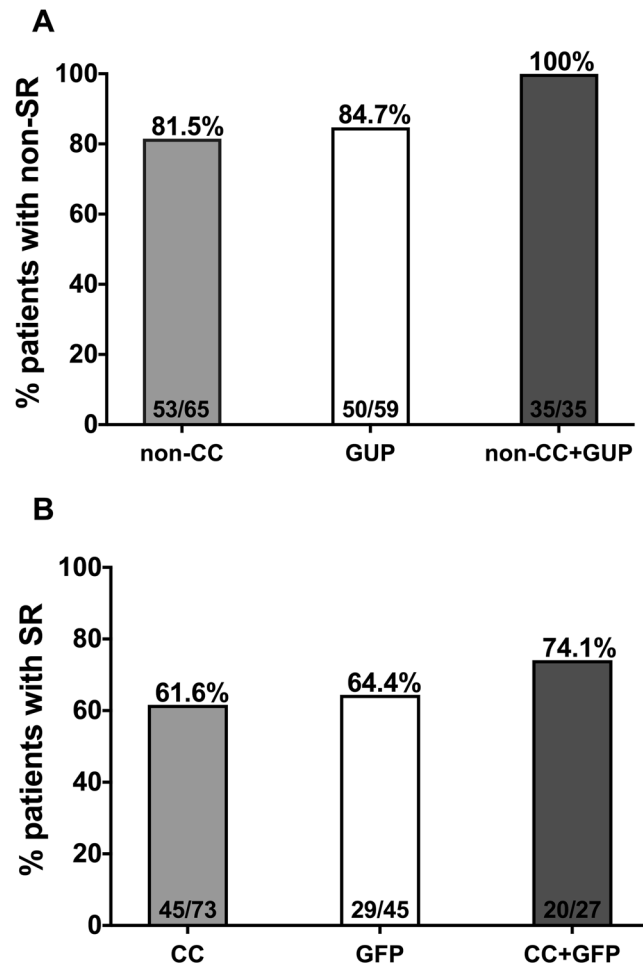 A
% patients with non-SR
100
80
60
40
20
0
81.5%
84.7%
100%
53/65
50/59
35/35
non-CC
GUP
non-CC+GUP
B
% patients with SR
100
80
60
40
20
0
61.6%
64.4%
74.1%
45/73
29/45
20/27
CC
GFP
CC+GFP